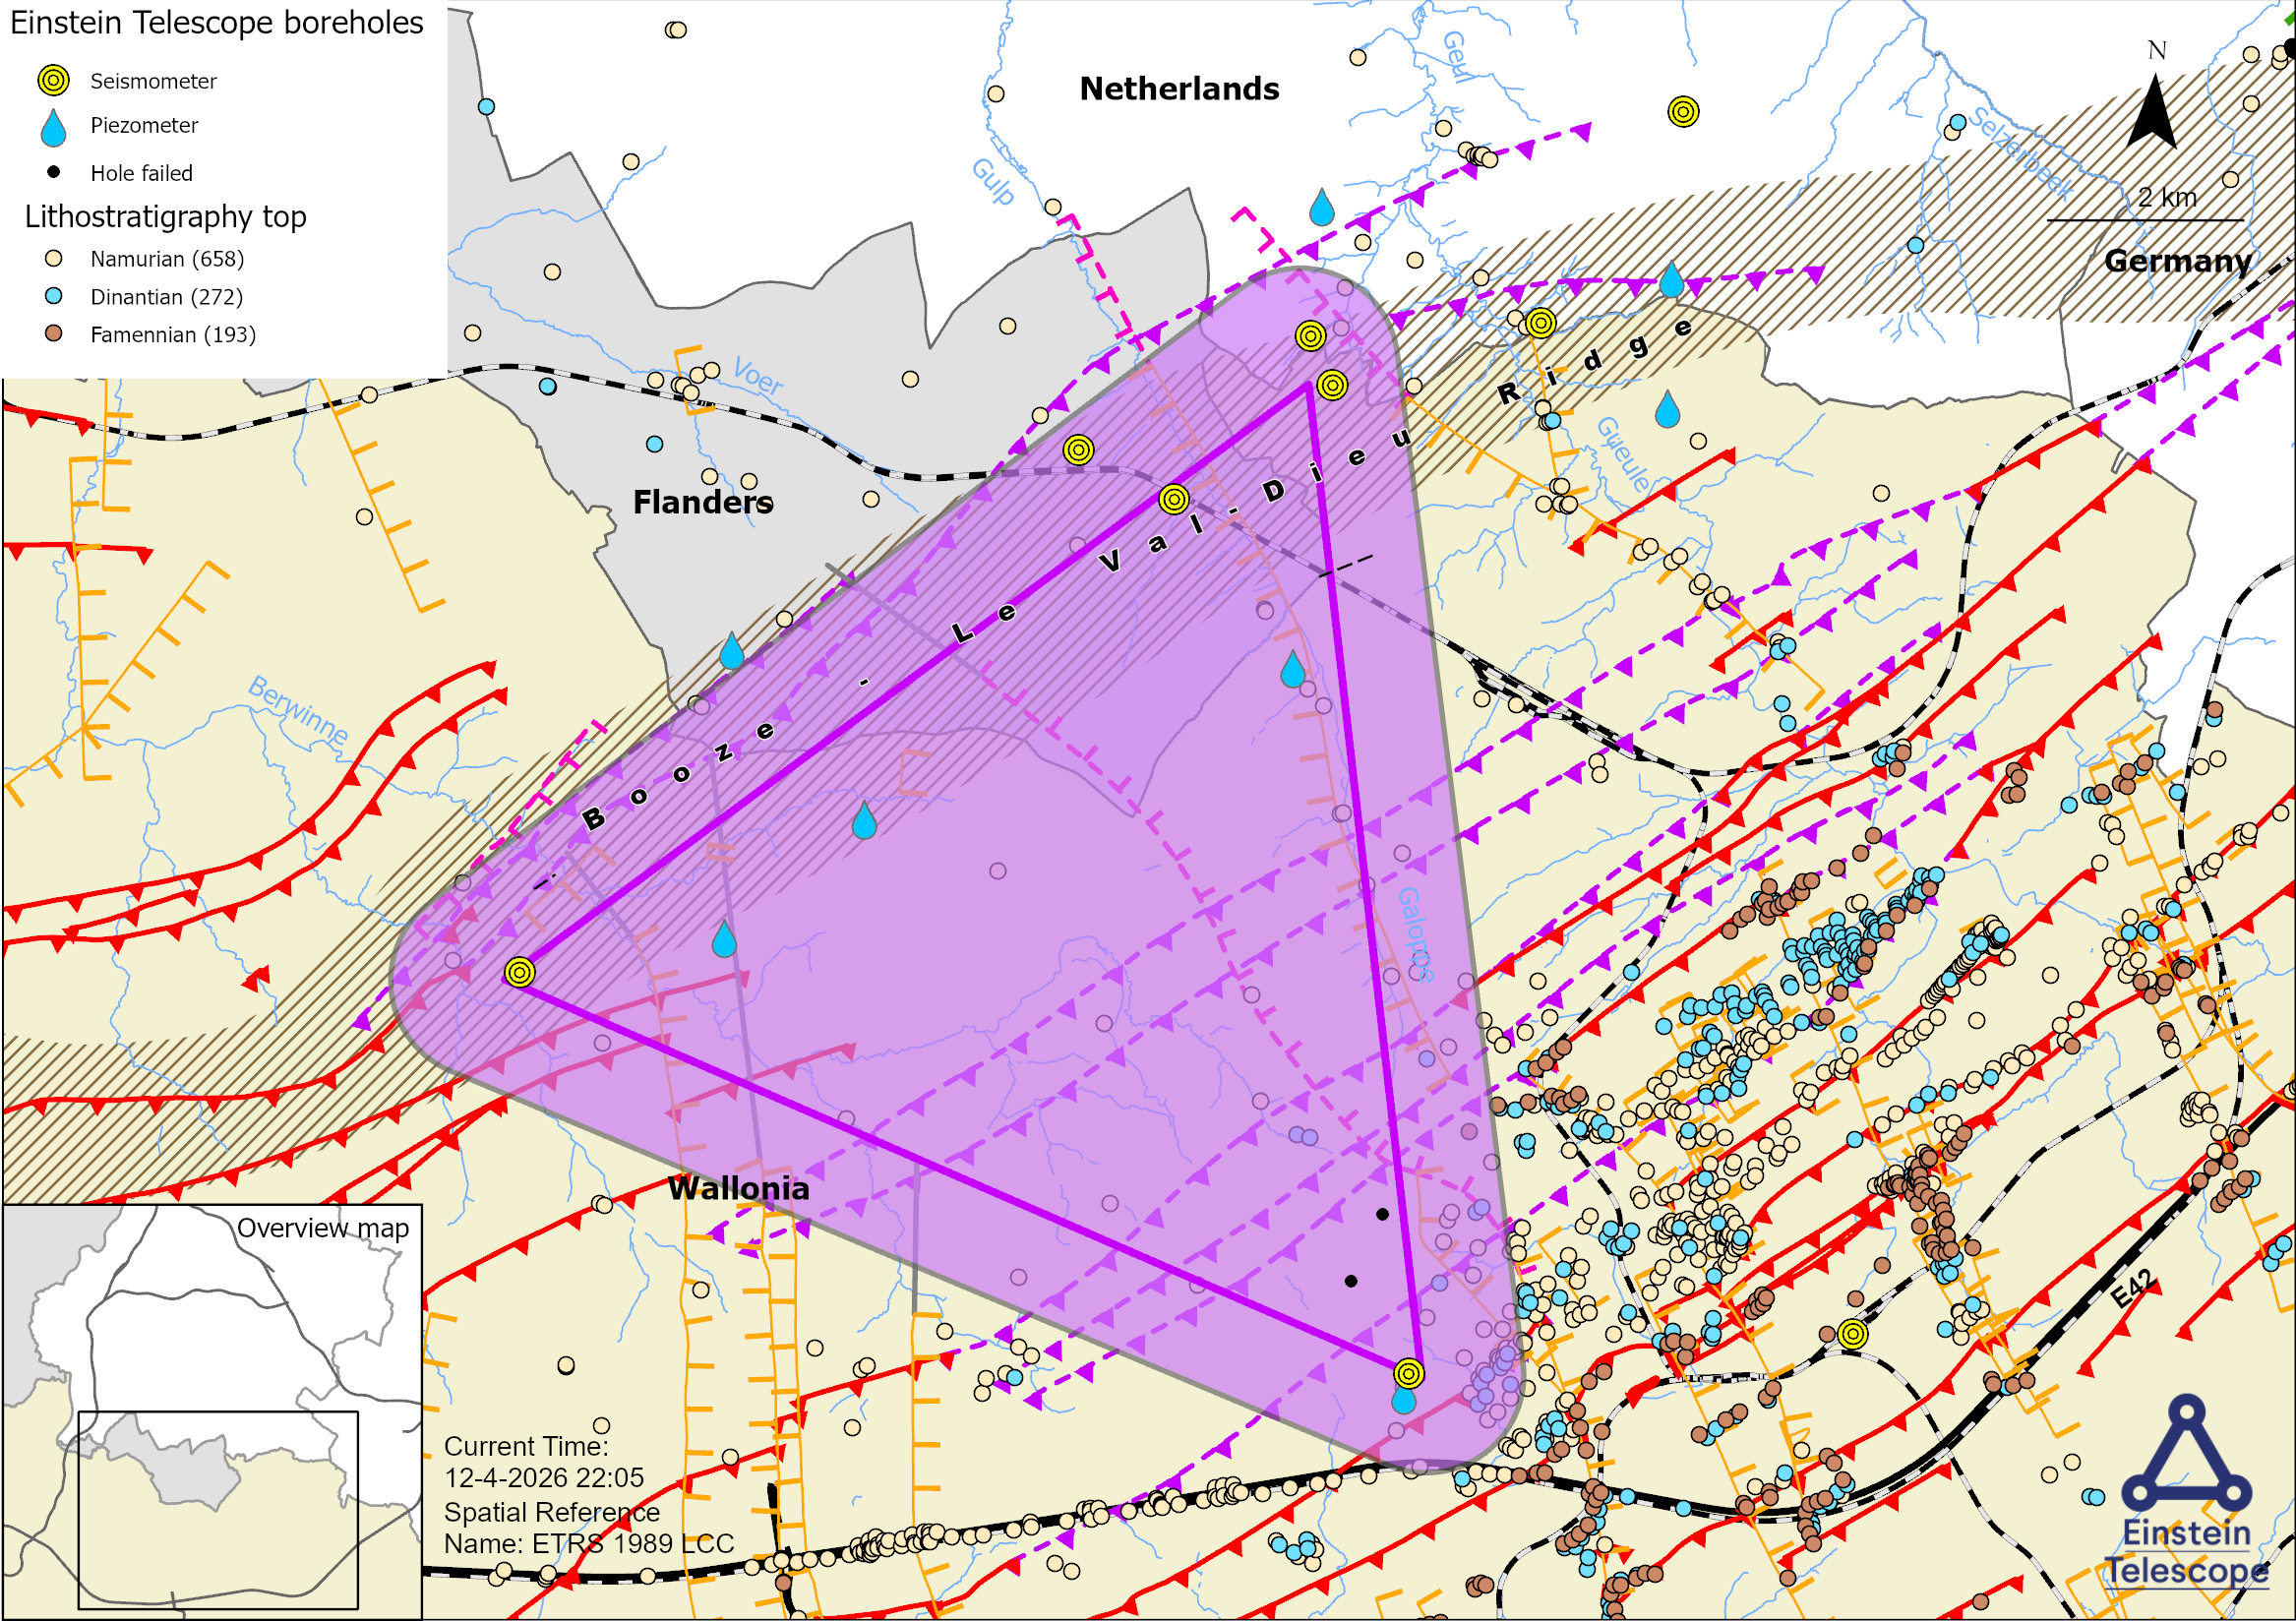 Einstein Telescope boreholes
Seismometer
Piezometer
Hole failed
Lithostratigraphy top
Namurian (658)
Dinantian (272)
Famennian (193)
Netherlands
Geul
Gulp
Selzerbeek
N
2 km
Germany
Voer
Flanders
Gueule
Booze - Le Val-Dieu Ridge
Berwinne
Galoppe
Wallonia
E42
Overview map
Current Time:
12-4-2026 22:05
Spatial Reference
Name: ETRS 1989 LCC
Einstein
Telescope